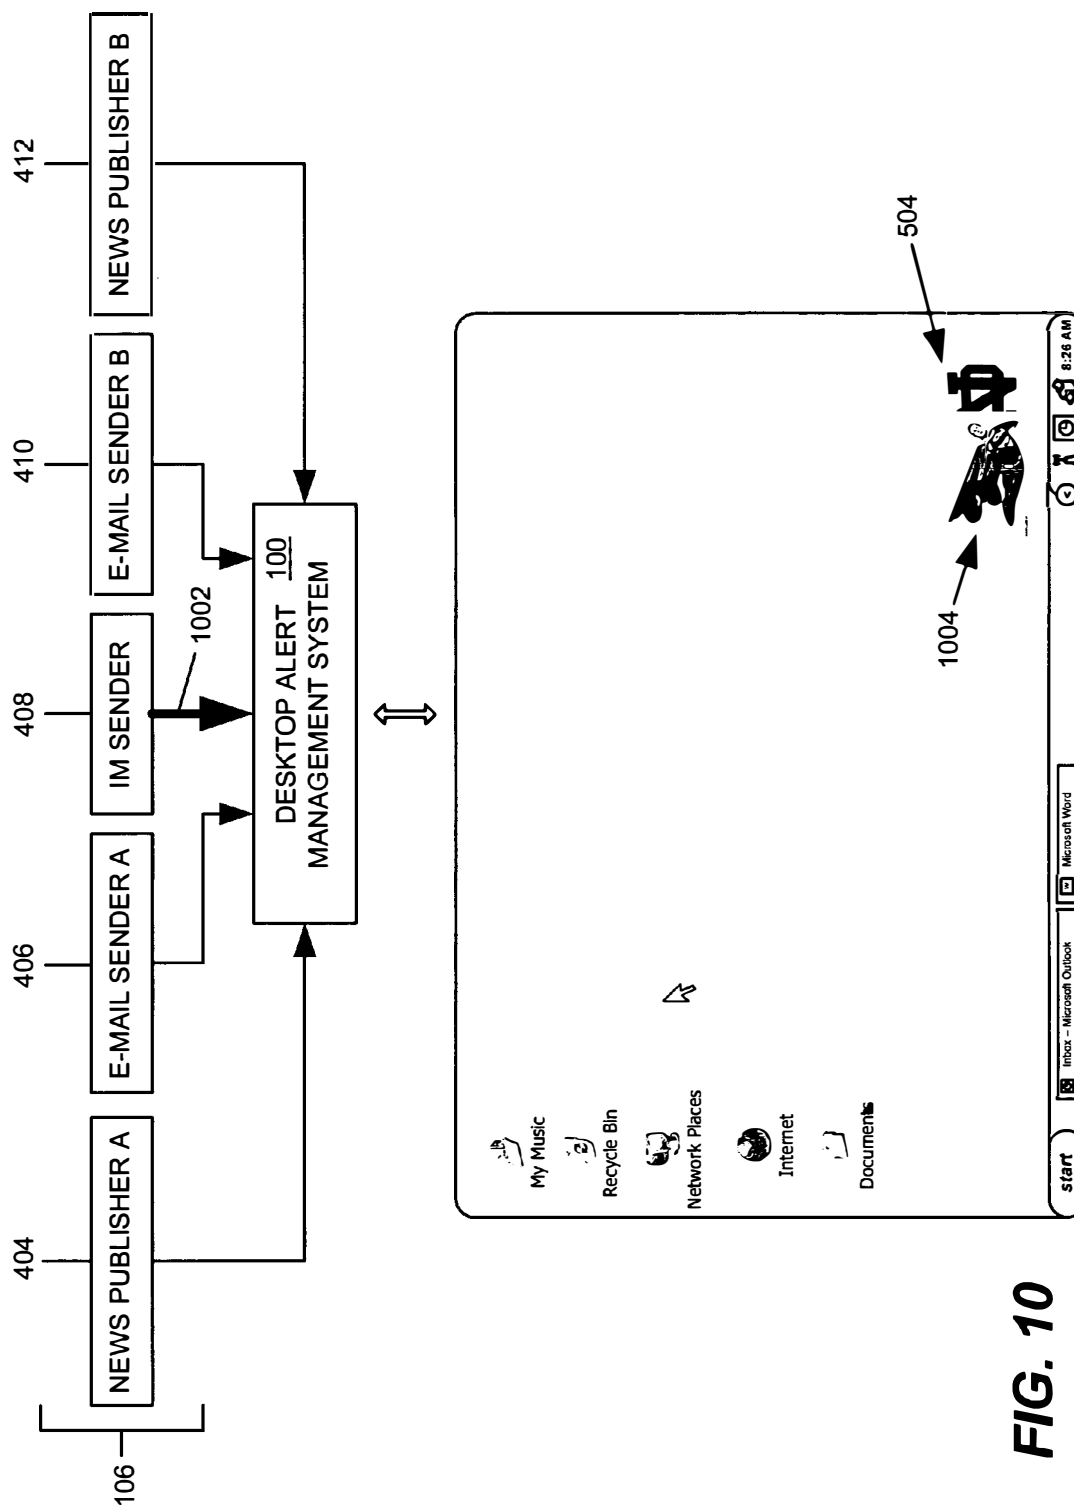 404
406
408
410
412
106
NEWS PUBLISHER A
E-MAIL SENDER A
IM SENDER
E-MAIL SENDER B
NEWS PUBLISHER B
1002
DESKTOP ALERT 100
MANAGEMENT SYSTEM
My Music
Recycle Bin
Network Places
Internet
Documents
504
1004
start
Inbox – Microsoft Outlook
W Microsoft Word
8:26 AM
FIG. 10